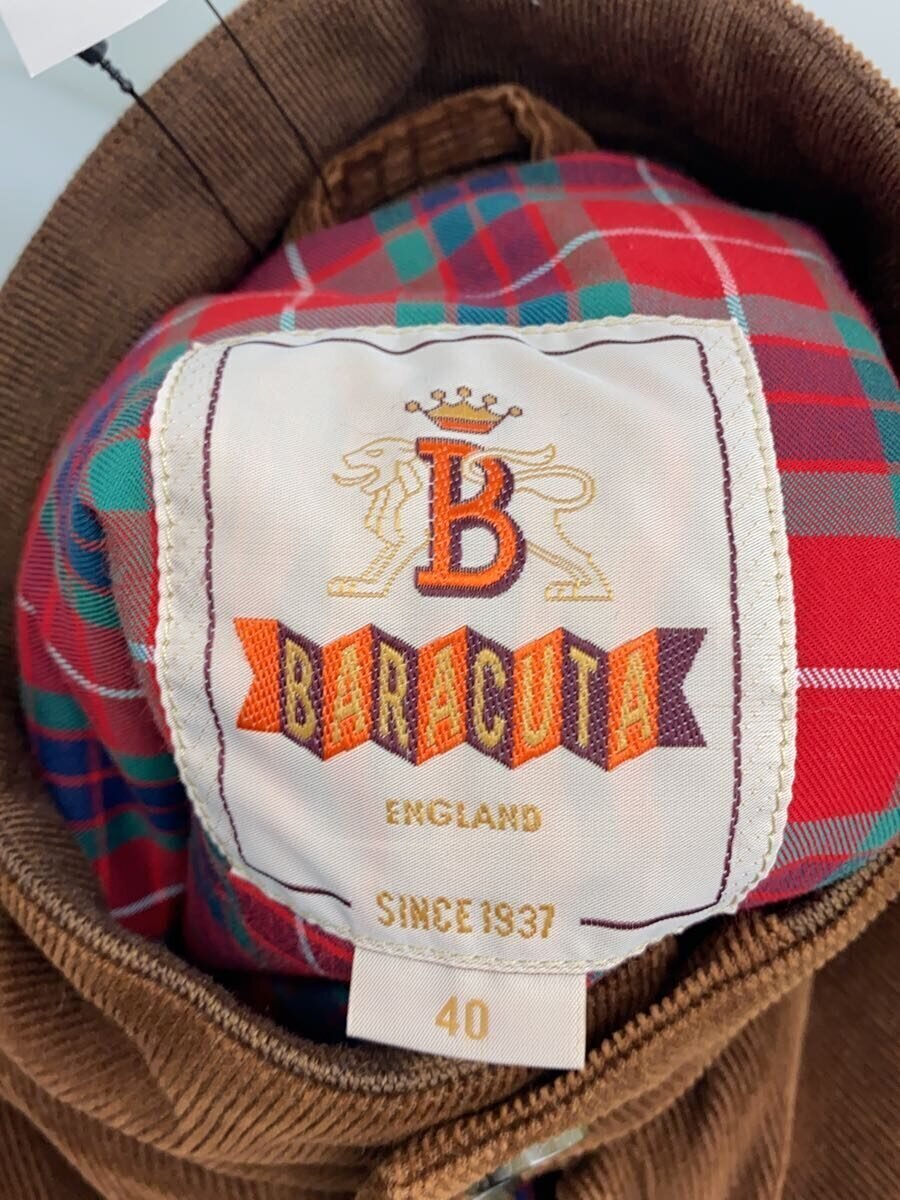 B
BARACUTA
ENGLAND
SINCE 1937
40